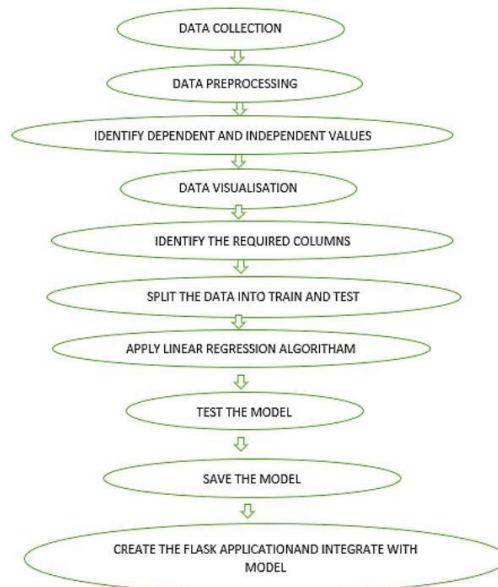 DATA COLLECTION
DATA PREPROCESSING
IDENTIFY DEPENDENT AND INDEPENDENT VALUES
DATA VISUALISATION
IDENTIFY THE REQUIRED COLUMNS
SPLIT THE DATA INTO TRAIN AND TEST
APPLY LINEAR REGRESSION ALGORITHAM
TEST THE MODEL
SAVE THE MODEL
CREATE THE FLASK APPLICATIONAND INTEGRATE WITH
MODEL